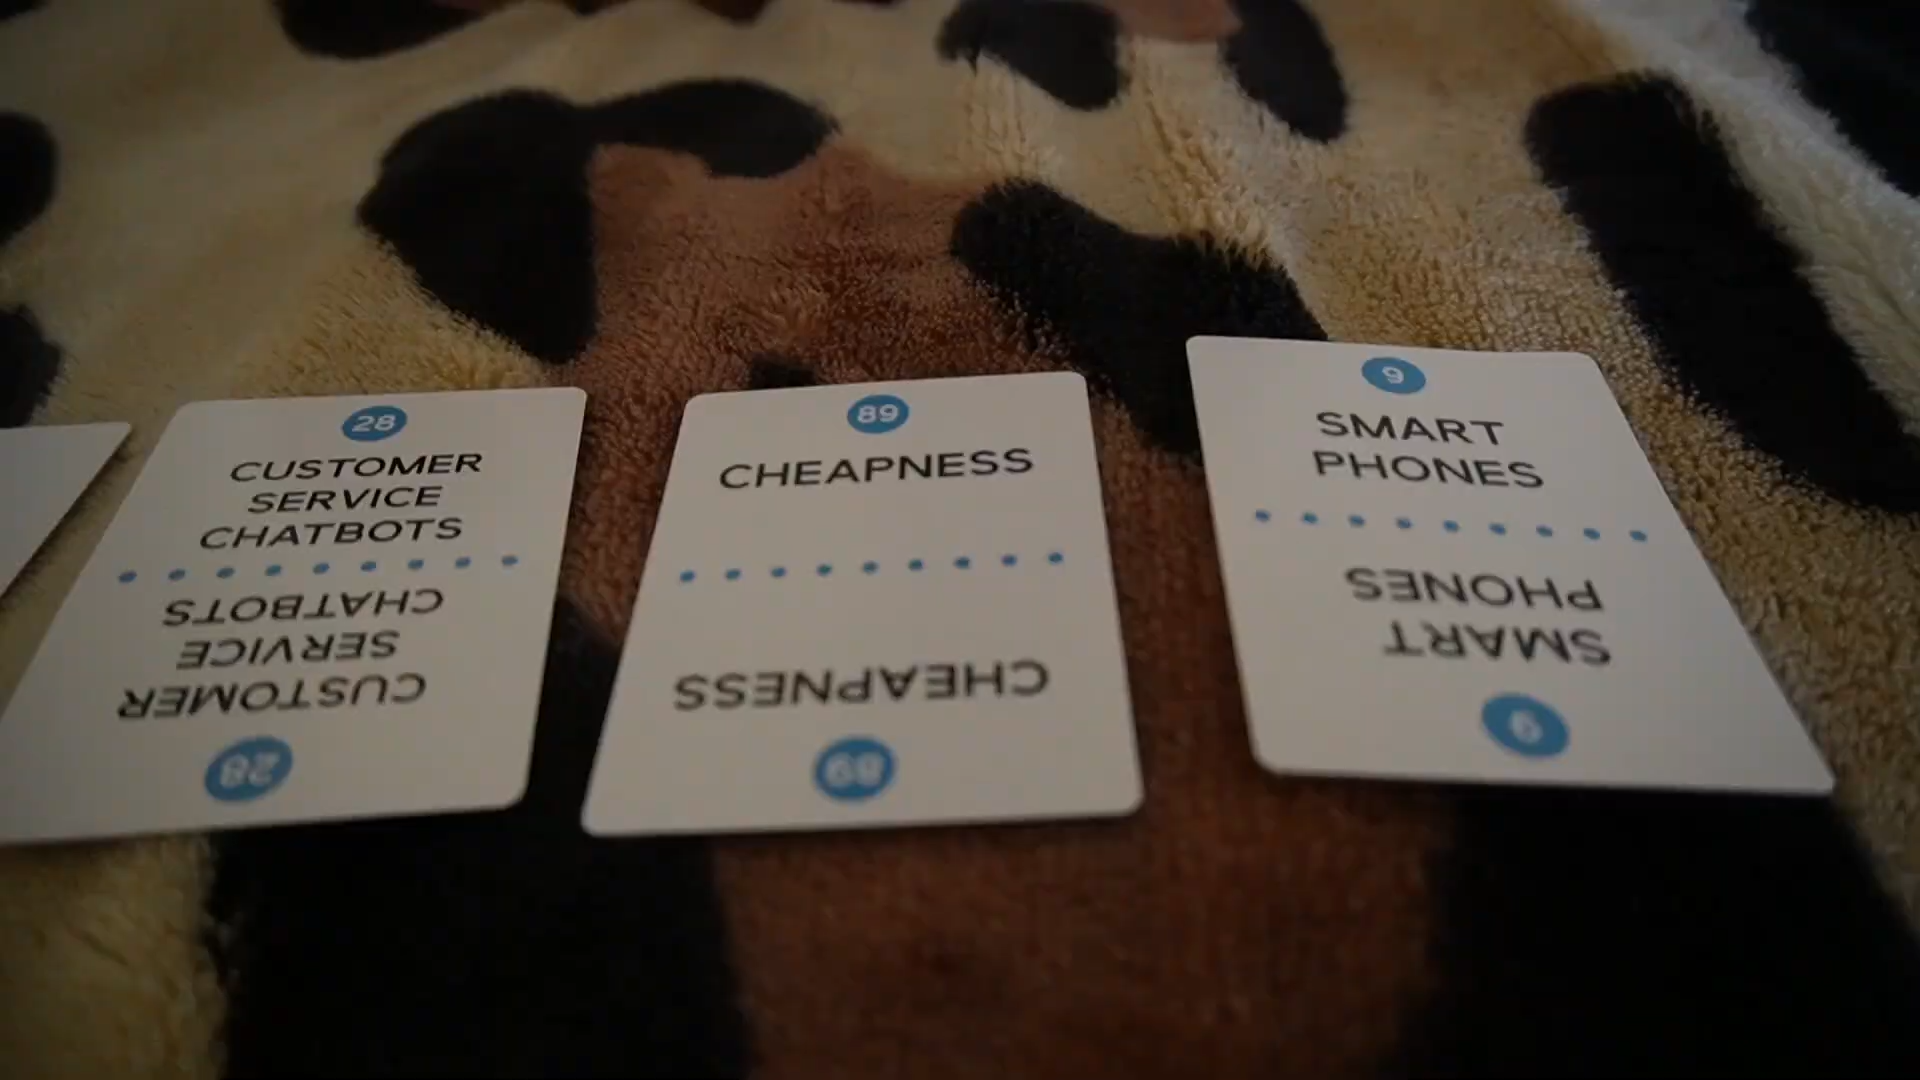 28
CUSTOMER
SERVICE
CHATBOTS
CUSTOMER
SERVICE
CHATBOTS
28
89
CHEAPNESS
CHEAPNESS
89
9
SMART
PHONES
SMART
PHONES
9